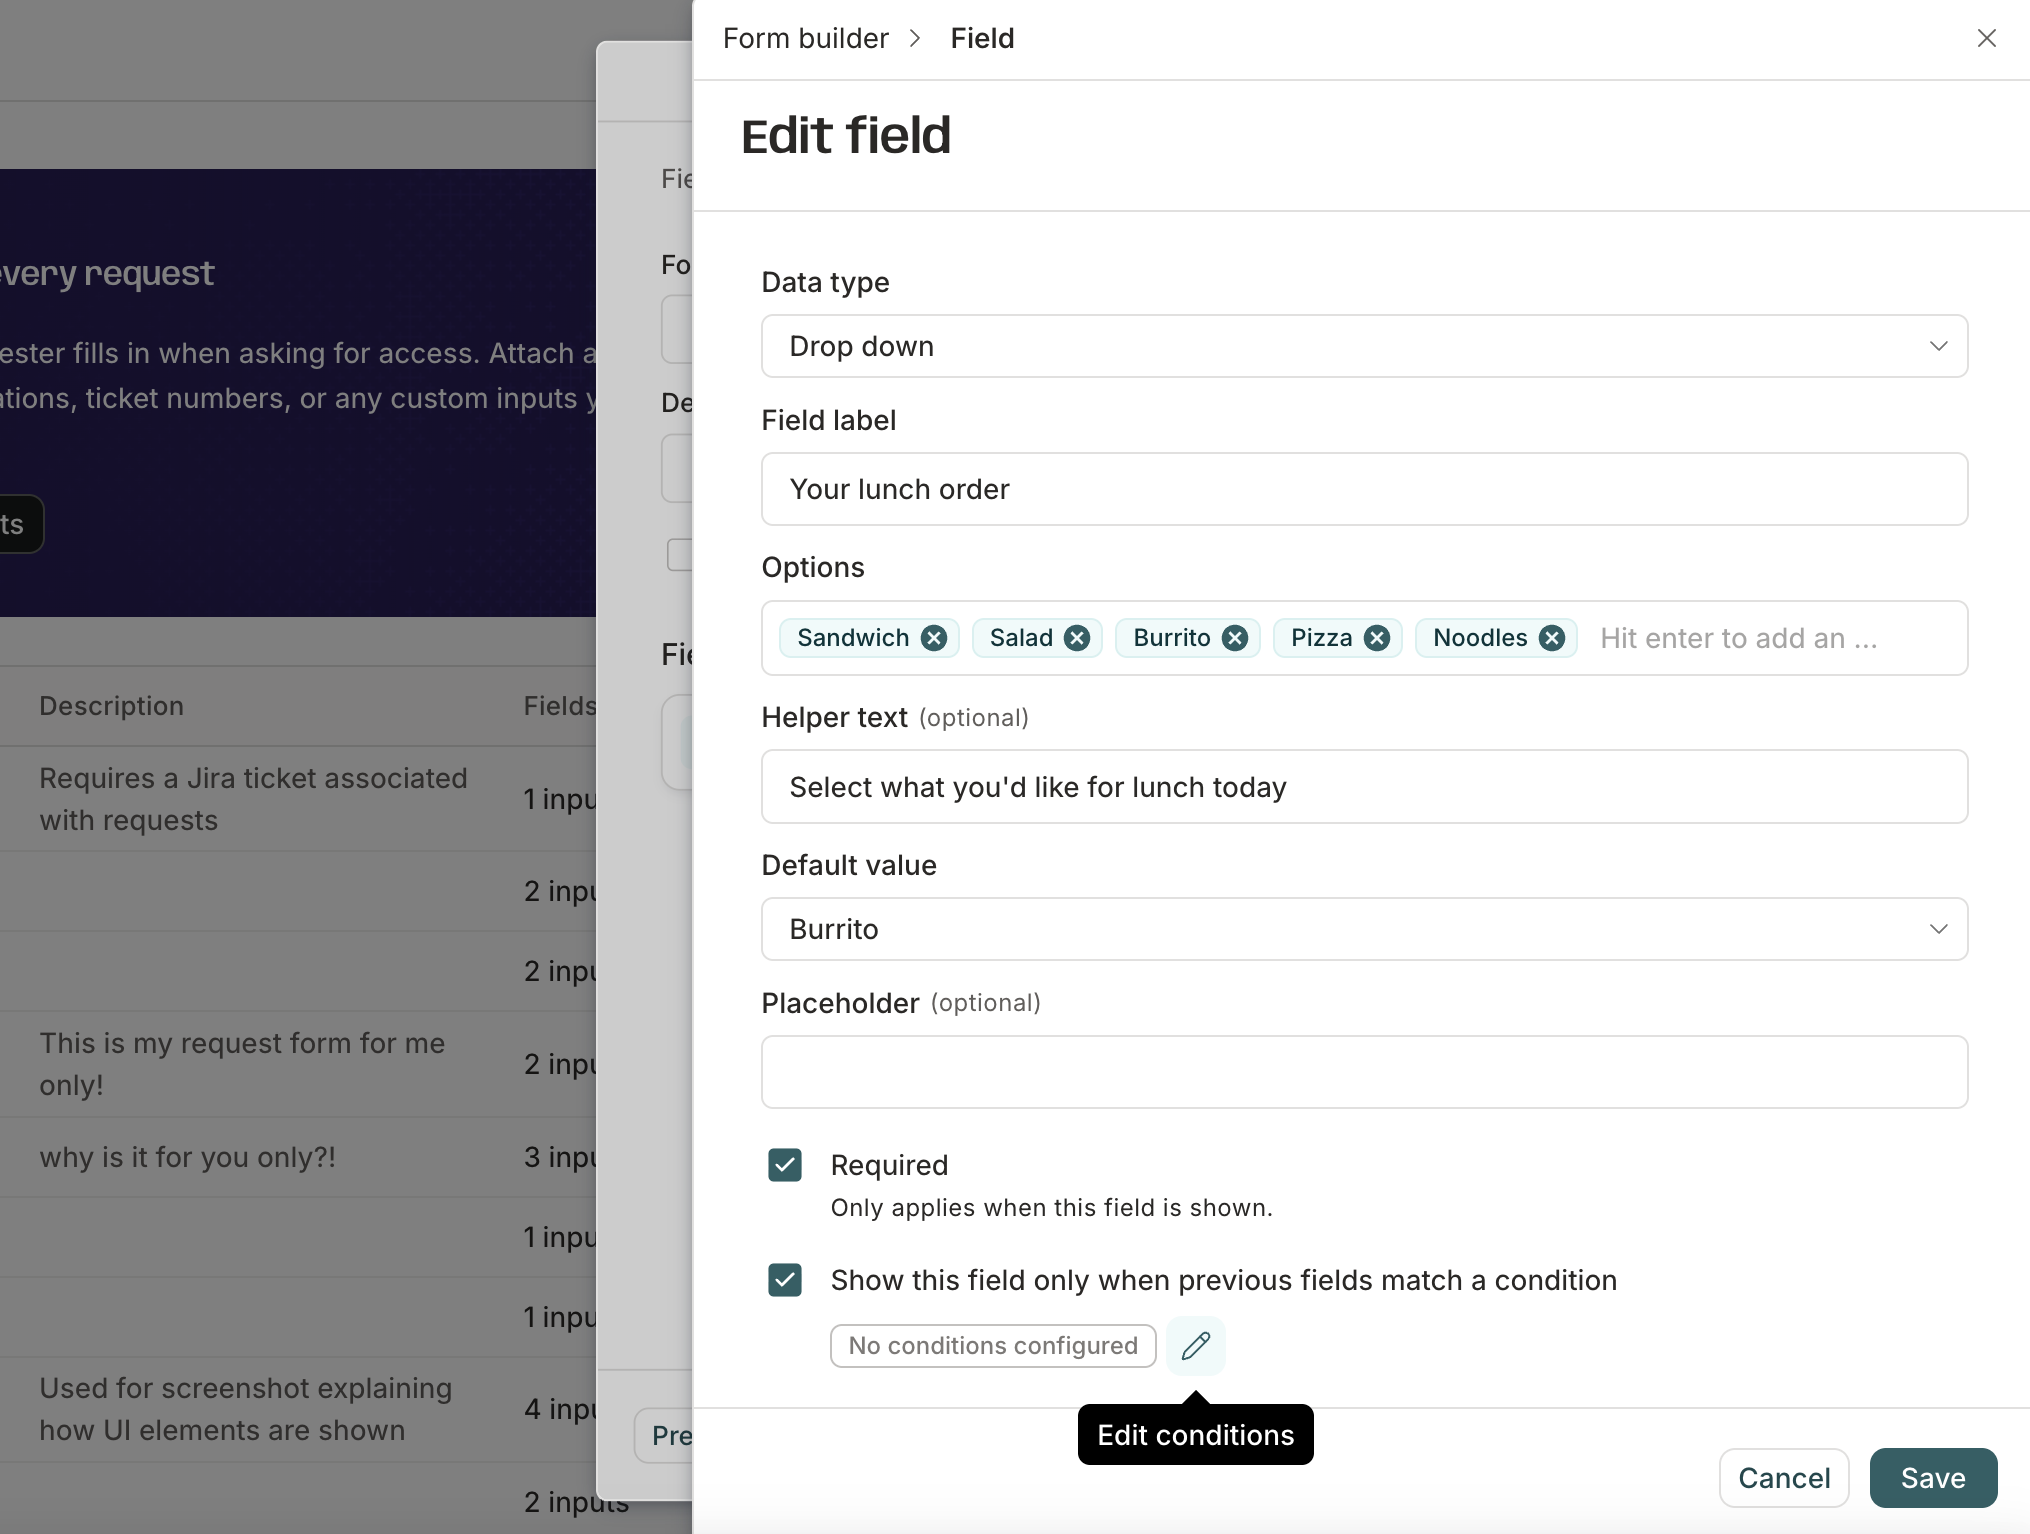 Form builder > Field
Edit field
Data type
Drop down
Field label
Your lunch order
Options
Sandwich Salad Burrito Pizza Noodles Hit enter to add an ...
Helper text (optional)
Select what you'd like for lunch today
Default value
Burrito
Placeholder (optional)
Required
Only applies when this field is shown.
Show this field only when previous fields match a condition
No conditions configured
Edit conditions
Cancel Save
every request
ester fills in when asking for access. Attach a
ations, ticket numbers, or any custom inputs y
ts
Description Fields
Requires a Jira ticket associated
with requests
1 inpu
2 inpu
2 inpu
This is my request form for me
only!
2 inpu
why is it for you only?!
3 inpu
1 inpu
1 inpu
Used for screenshot explaining
how UI elements are shown
4 inpu
2 inputs
Fie
Fo
De
Fie
Pre